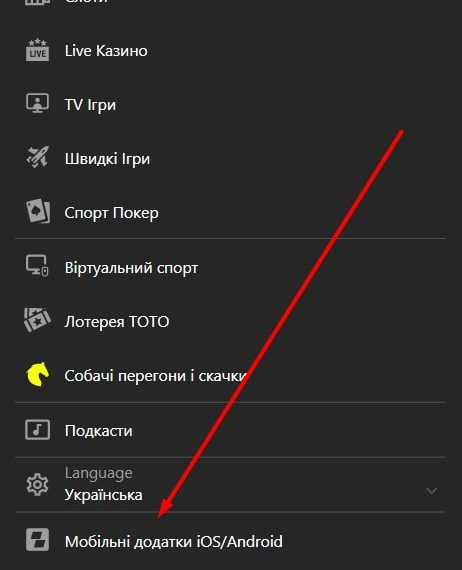 LIVE
Live Казино
TV Ігри
Швидкі Ігри
Спорт Покер
Віртуальний спорт
Лотерея ТОТО
Собачі перегони і скачки
Подкасти
Language
Українська
Мобільні додатки iOS/Android